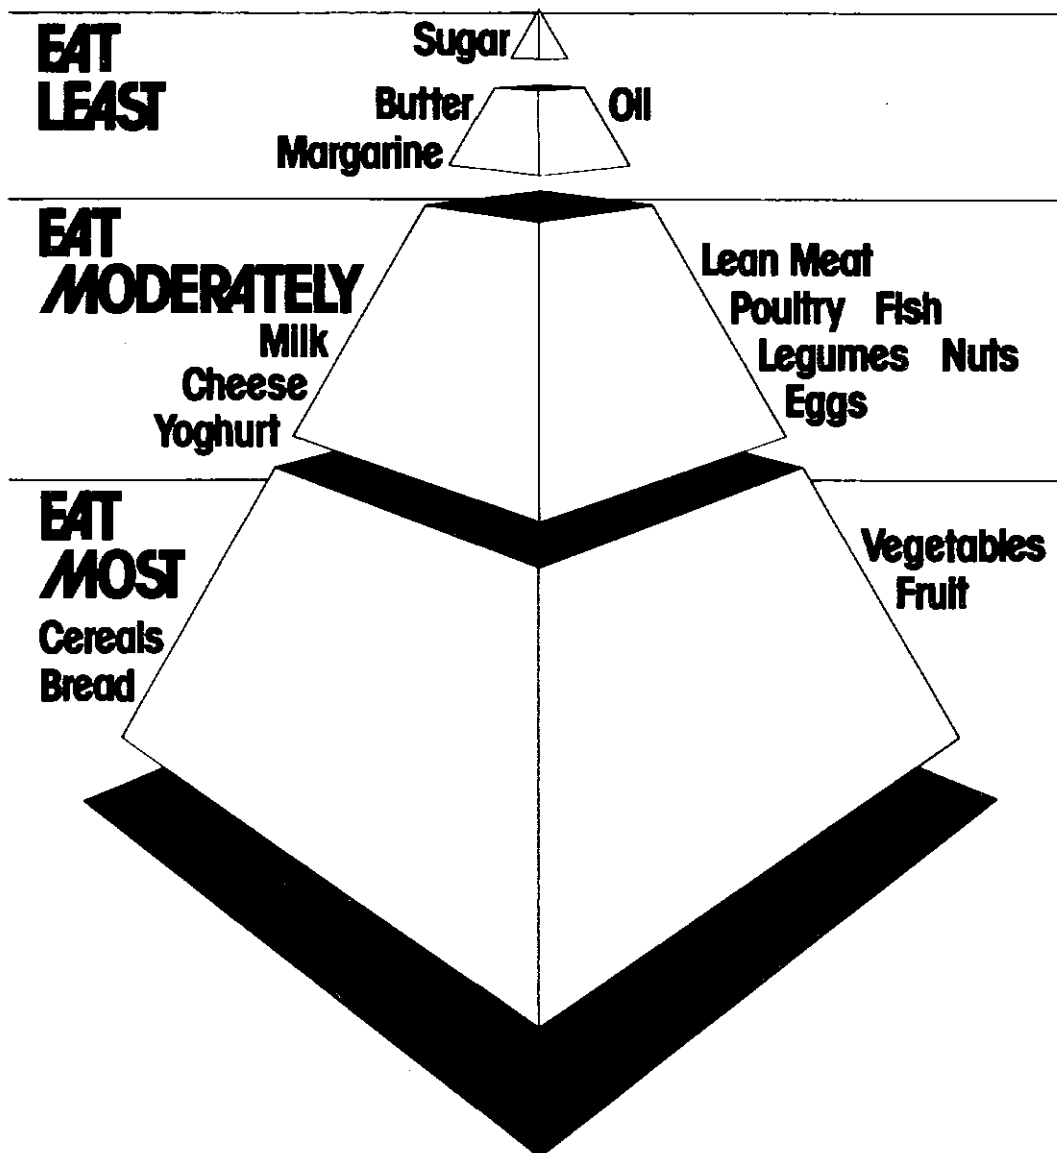 EAT
LEAST
Sugar
Butter Oil
Margarine
EAT
MODERATELY
Milk
Cheese
Yoghurt
Lean Meat
Poultry Fish
Legumes Nuts
Eggs
EAT
MOST
Cereals
Bread
Vegetables
Fruit